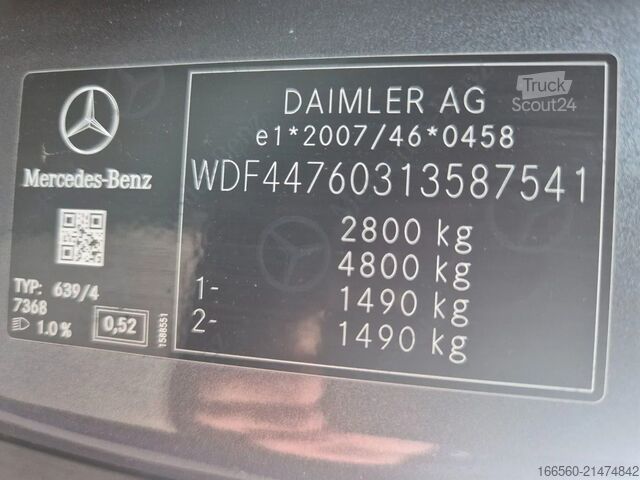 Truck
Scout24
DAIMLER AG
e1*2007/46*0458
WDF44760313587541
2800 kg
4800 kg
1- 1490 kg
2- 1490 kg
Mercedes-Benz
TYP: 639/4
7368
1.0% 0,52
1588551
166560-21474842